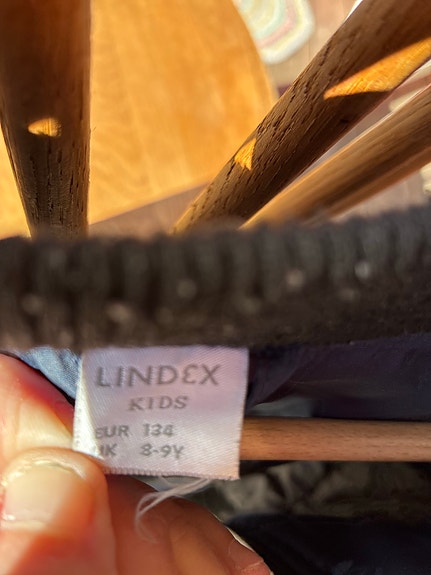 LINDEX
KIDS
EUR 134
UK 8-9Y